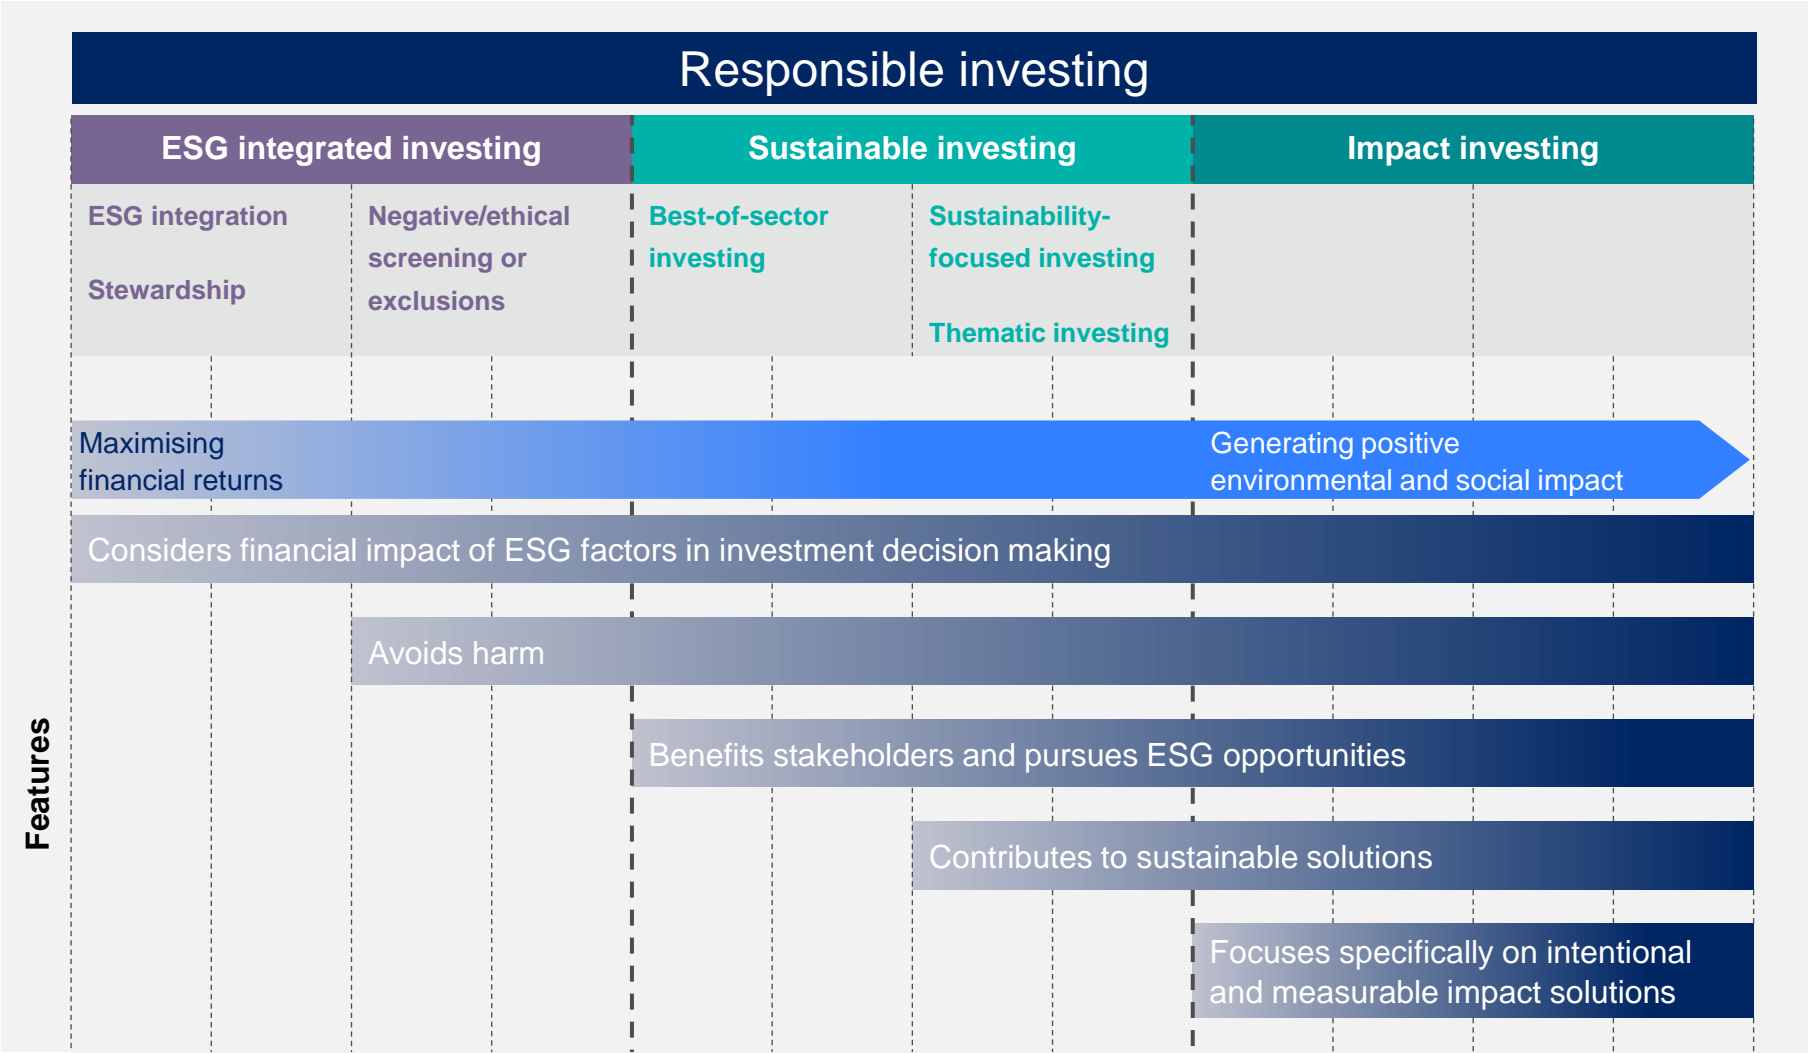 Responsible investing
ESG integrated investing
Sustainable investing
Impact investing
ESG integration
Stewardship
Negative/ethical
screening or
exclusions
Best-of-sector
investing
Sustainability-
focused investing
Thematic investing
Maximising
financial returns
Generating positive
environmental and social impact
Features
Considers financial impact of ESG factors in investment decision making
Avoids harm
Benefits stakeholders and pursues ESG opportunities
Contributes to sustainable solutions
Focuses specifically on intentional
and measurable impact solutions